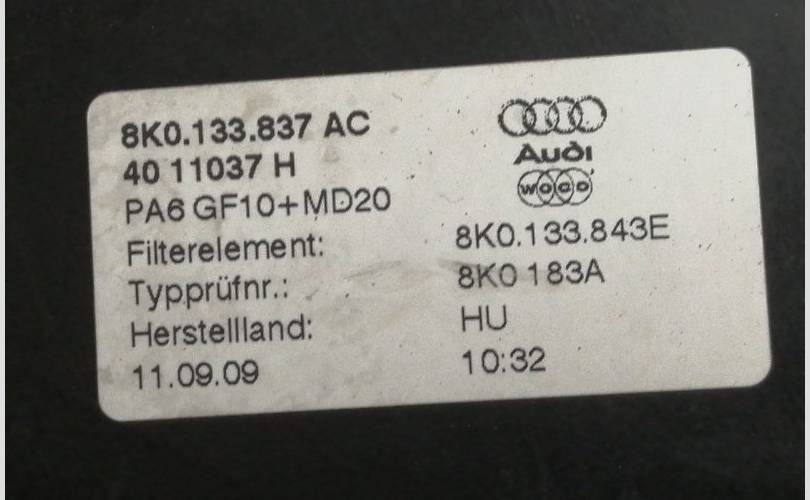 8K0.133.837 AC
40 11037 H
PA6 GF10+MD20
Audi
woco
Filterelement: 8K0.133.843E
Typprüfnr.: 8K0 183A
Herstellland: HU
11.09.09 10:32